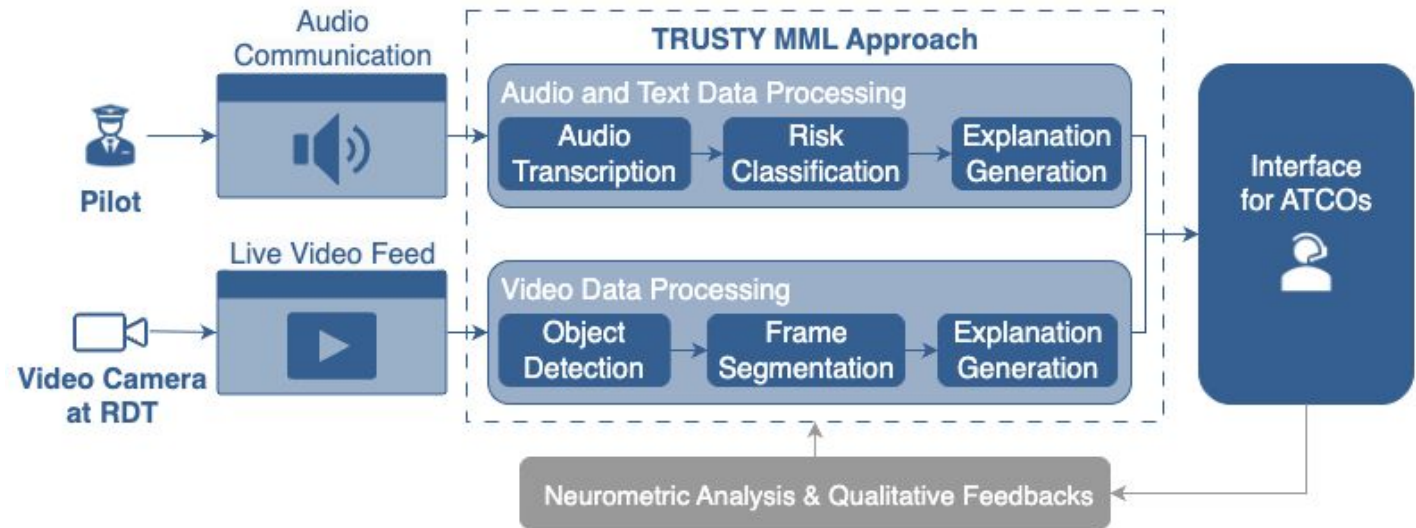 Audio
Communication
TRUSTY MML Approach
Audio and Text Data Processing
Audio
Transcription
Risk
Classification
Explanation
Generation
Pilot
Interface
for ATCOs
Live Video Feed
Video Data Processing
Object
Detection
Frame
Segmentation
Explanation
Generation
Video Camera
at RDT
Neurometric Analysis & Qualitative Feedbacks